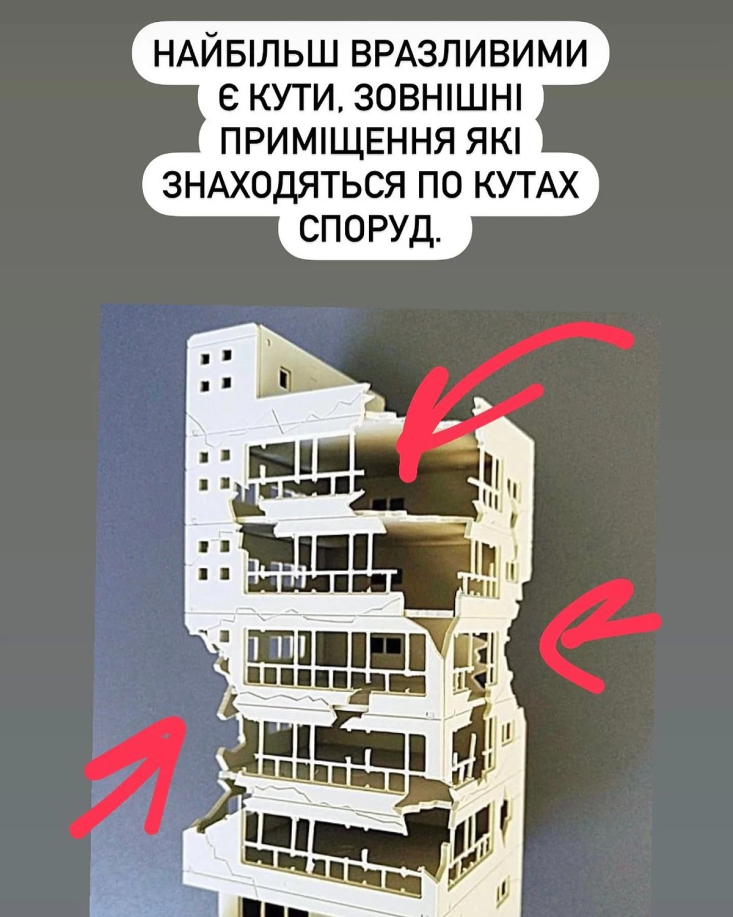 НАЙБІЛЬШ ВРАЗЛИВИМИ
Є КУТИ, ЗОВНІШНІ
ПРИМІЩЕННЯ ЯКІ
ЗНАХОДЯТЬСЯ ПО КУТАХ
СПОРУД.